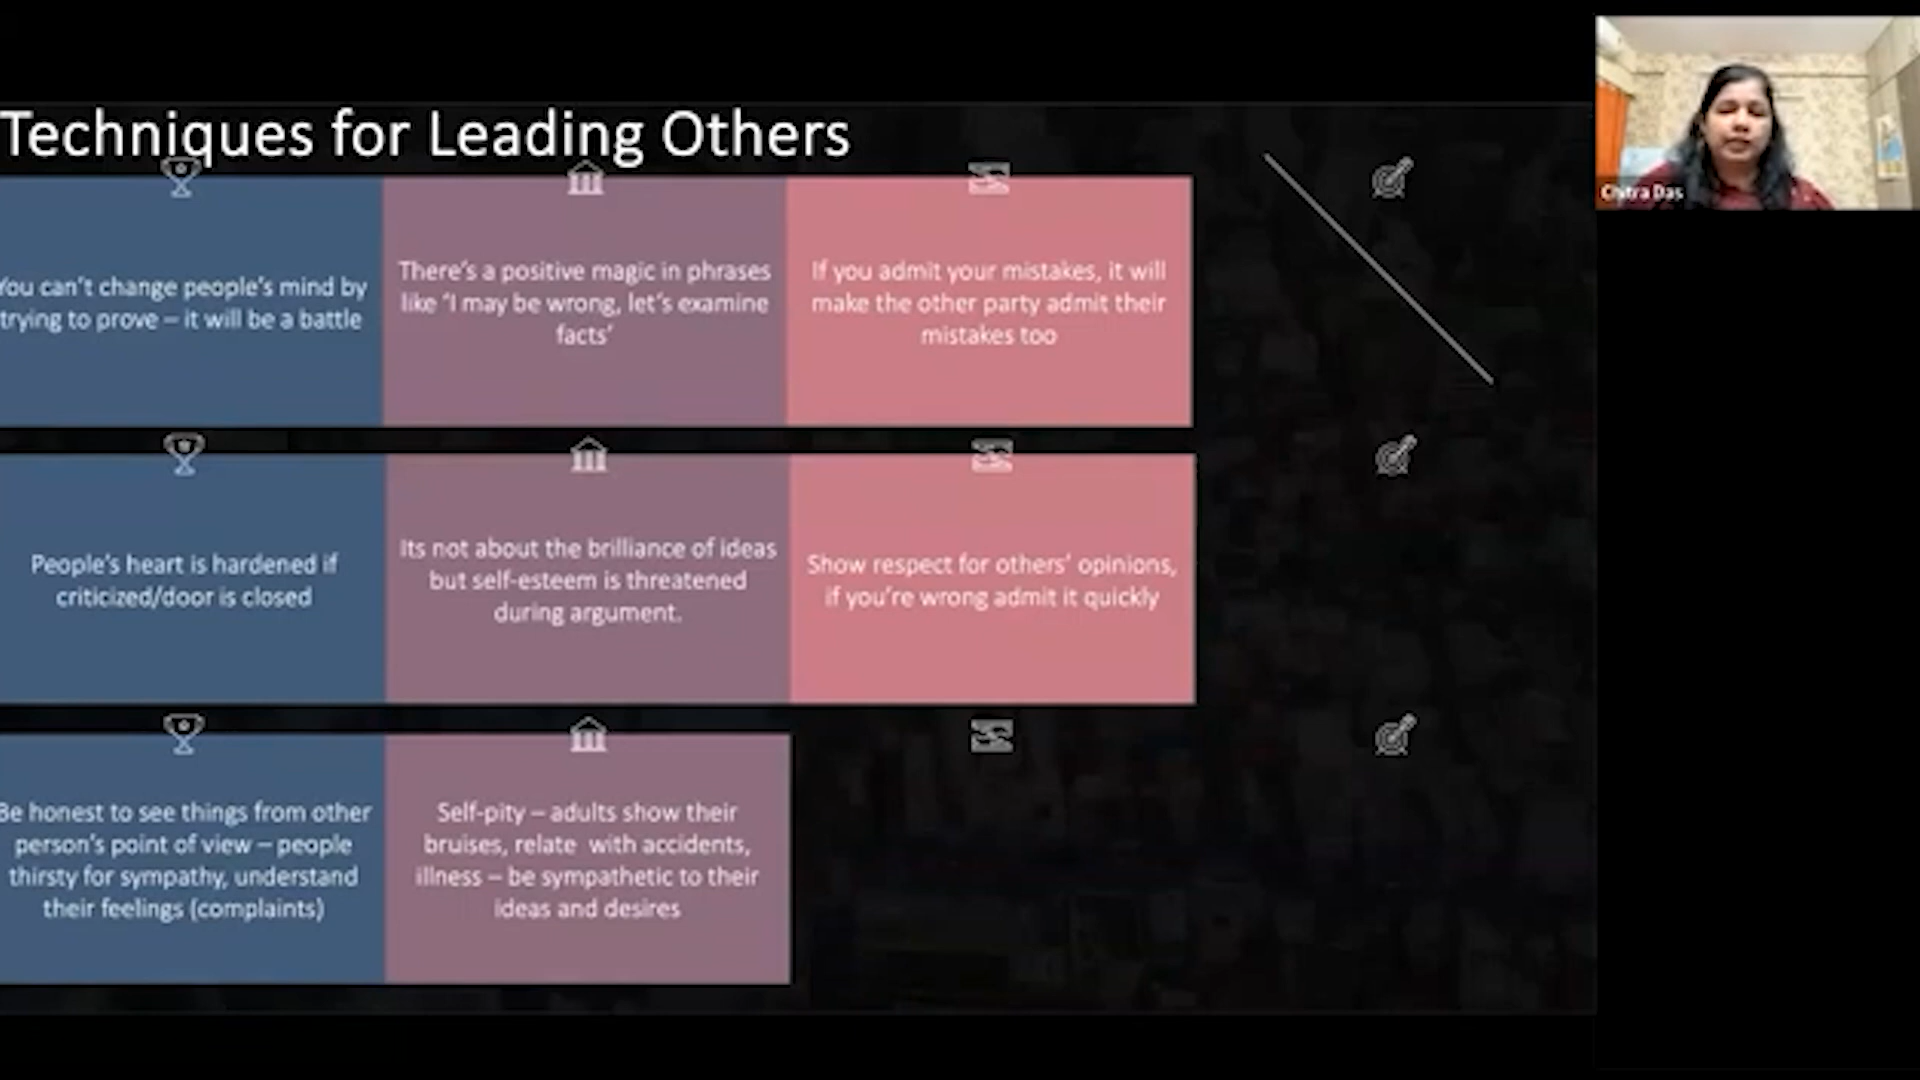 Techniques for Leading Others
You can't change people's mind by
trying to prove – it will be a battle
There's a positive magic in phrases
like 'I may be wrong, let's examine
facts'
If you admit your mistakes, it will
make the other party admit their
mistakes too
People's heart is hardened if
criticized/door is closed
Its not about the brilliance of ideas
but self-esteem is threatened
during argument.
Show respect for others' opinions,
if you're wrong admit it quickly
Be honest to see things from other
person's point of view – people
thirsty for sympathy, understand
their feelings (complaints)
Self-pity – adults show their
bruises, relate with accidents,
illness – be sympathetic to their
ideas and desires
Chitra Das